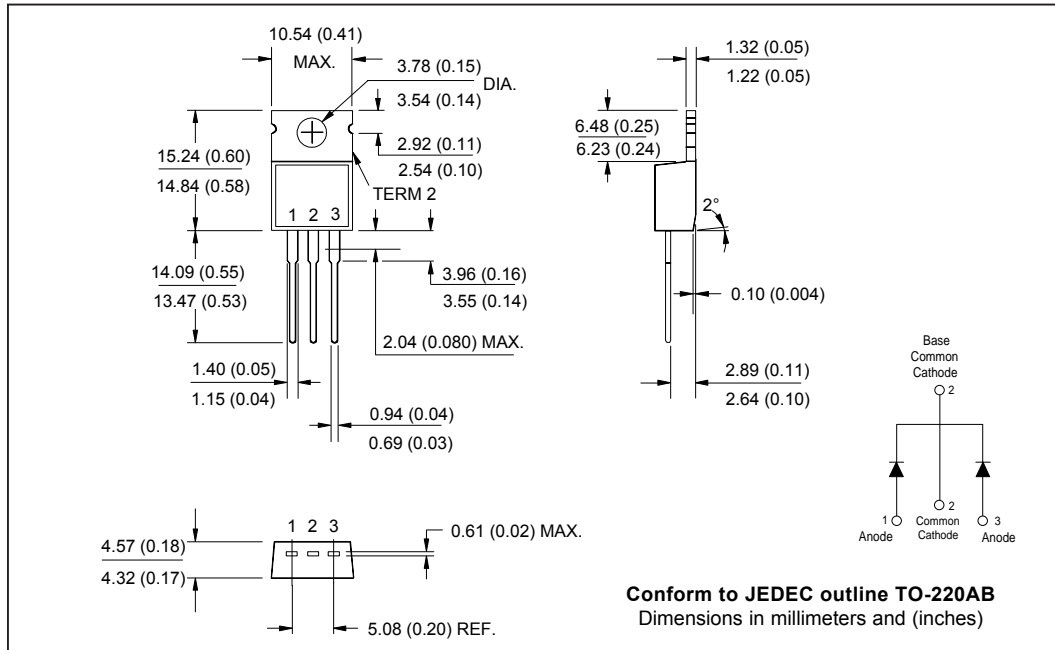 10.54 (0.41)
MAX.
3.78 (0.15)
3.54 (0.14)
DIA.
2.92 (0.11)
2.54 (0.10)
TERM 2
15.24 (0.60)
14.84 (0.58)
1 2 3
14.09 (0.55)
13.47 (0.53)
3.96 (0.16)
3.55 (0.14)
2.04 (0.080) MAX.
1.40 (0.05)
1.15 (0.04)
0.94 (0.04)
0.69 (0.03)
1.32 (0.05)
1.22 (0.05)
6.48 (0.25)
6.23 (0.24)
2°
0.10 (0.004)
2.89 (0.11)
2.64 (0.10)
1 2 3
0.61 (0.02) MAX.
4.57 (0.18)
4.32 (0.17)
5.08 (0.20) REF.
Base
Common
Cathode
2
2
1
Anode
Common
Cathode
3
Anode
Conform to JEDEC outline TO-220AB
Dimensions in millimeters and (inches)